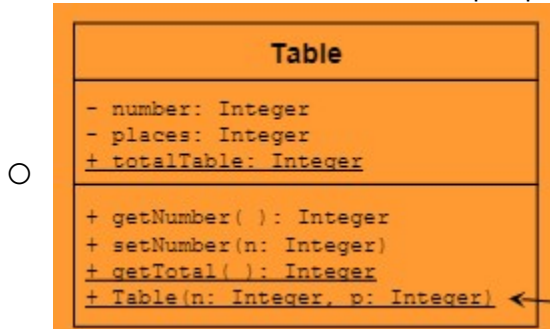 Table
- number: Integer
- places: Integer
+ totalTable: Integer
+ getNumber( ): Integer
+ setNumber(n: Integer)
+ getTotal( ): Integer
+ Table(n: Integer, p: Integer)